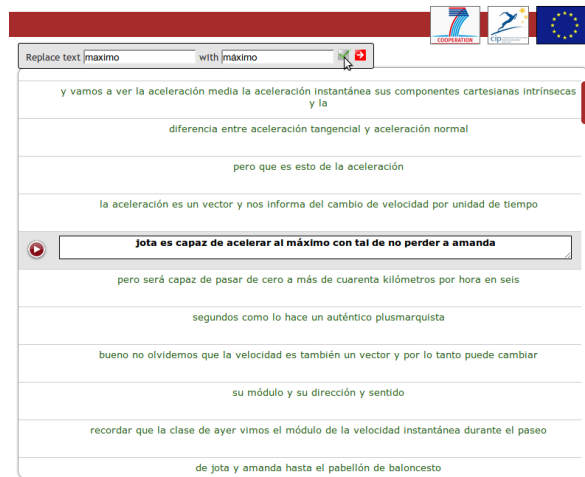 7
COOPERATION
cip
Replace text maximo with máximo
y vamos a ver la aceleración media la aceleración instantánea sus componentes cartesianas intrínsecas
y la
diferencia entre aceleración tangencial y aceleración normal
pero que es esto de la aceleración
la aceleración es un vector y nos informa del cambio de velocidad por unidad de tiempo
jota es capaz de acelerar al máximo con tal de no perder a amanda
pero será capaz de pasar de cero a más de cuarenta kilómetros por hora en seis
segundos como lo hace un auténtico plusmarquista
bueno no olvidemos que la velocidad es también un vector y por lo tanto puede cambiar
su módulo y su dirección y sentido
recordar que la clase de ayer vimos el módulo de la velocidad instantánea durante el paseo
de jota y amanda hasta el pabellón de baloncesto